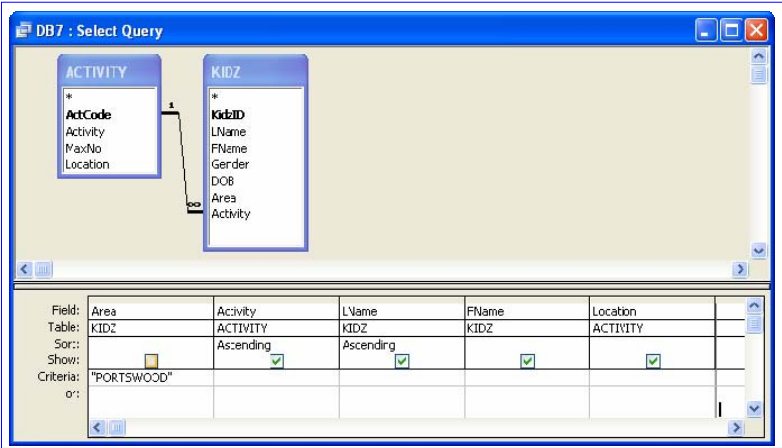 DB7 : Select Query
ACTIVITY
*
ActCode
Activity
MaxNo
Location
1
∞
KIDZ
*
KidzID
LName
FName
Gender
DOB
Area
Activity
Field: Area Activity LName FName Location
Table: KIDZ ACTIVITY KIDZ KIDZ ACTIVITY
Sort: Ascending Ascending
Show:
Criteria: "PORTSWOOD"
or: